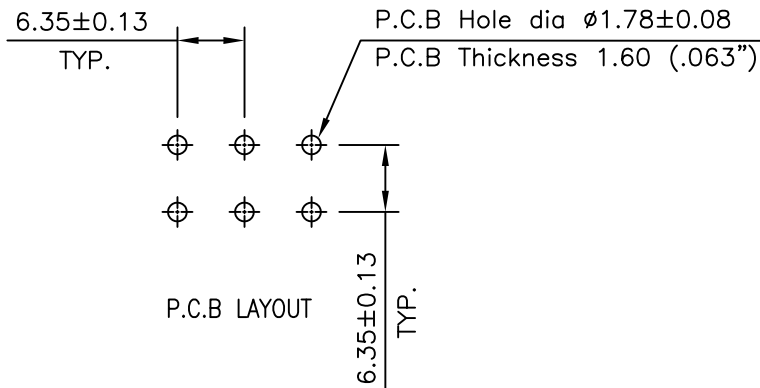 6.35±0.13
TYP.
P.C.B Hole dia ø1.78±0.08
P.C.B Thickness 1.60 (.063”)
6.35±0.13
TYP.
P.C.B LAYOUT